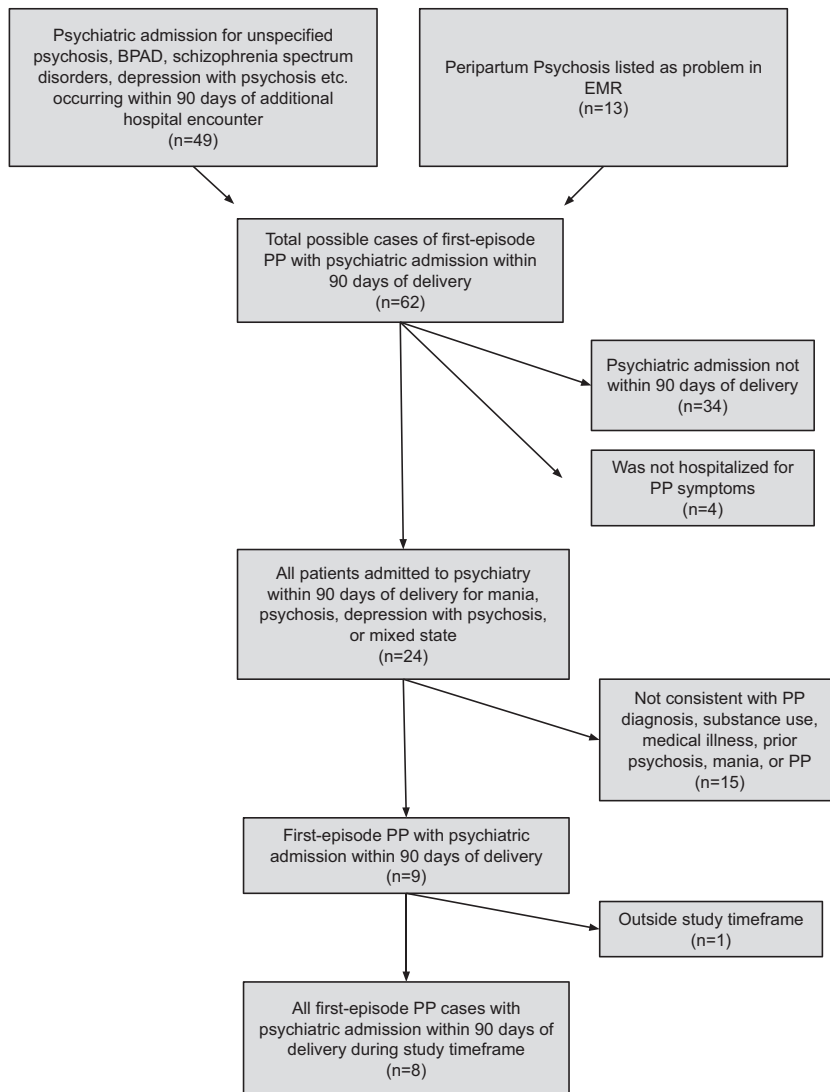 Psychiatric admission for unspecified
psychosis, BPAD, schizophrenia spectrum
disorders, depression with psychosis etc.
occurring within 90 days of additional
hospital encounter
(n=49)
Peripartum Psychosis listed as problem in
EMR
(n=13)
Total possible cases of first-episode
PP with psychiatric admission within
90 days of delivery
(n=62)
Psychiatric admission not
within 90 days of delivery
(n=34)
Was not hospitalized for
PP symptoms
(n=4)
All patients admitted to psychiatry
within 90 days of delivery for mania,
psychosis, depression with psychosis,
or mixed state
(n=24)
Not consistent with PP
diagnosis, substance use,
medical illness, prior
psychosis, mania, or PP
(n=15)
First-episode PP with psychiatric
admission within 90 days of delivery
(n=9)
Outside study timeframe
(n=1)
All first-episode PP cases with
psychiatric admission within 90 days of
delivery during study timeframe
(n=8)